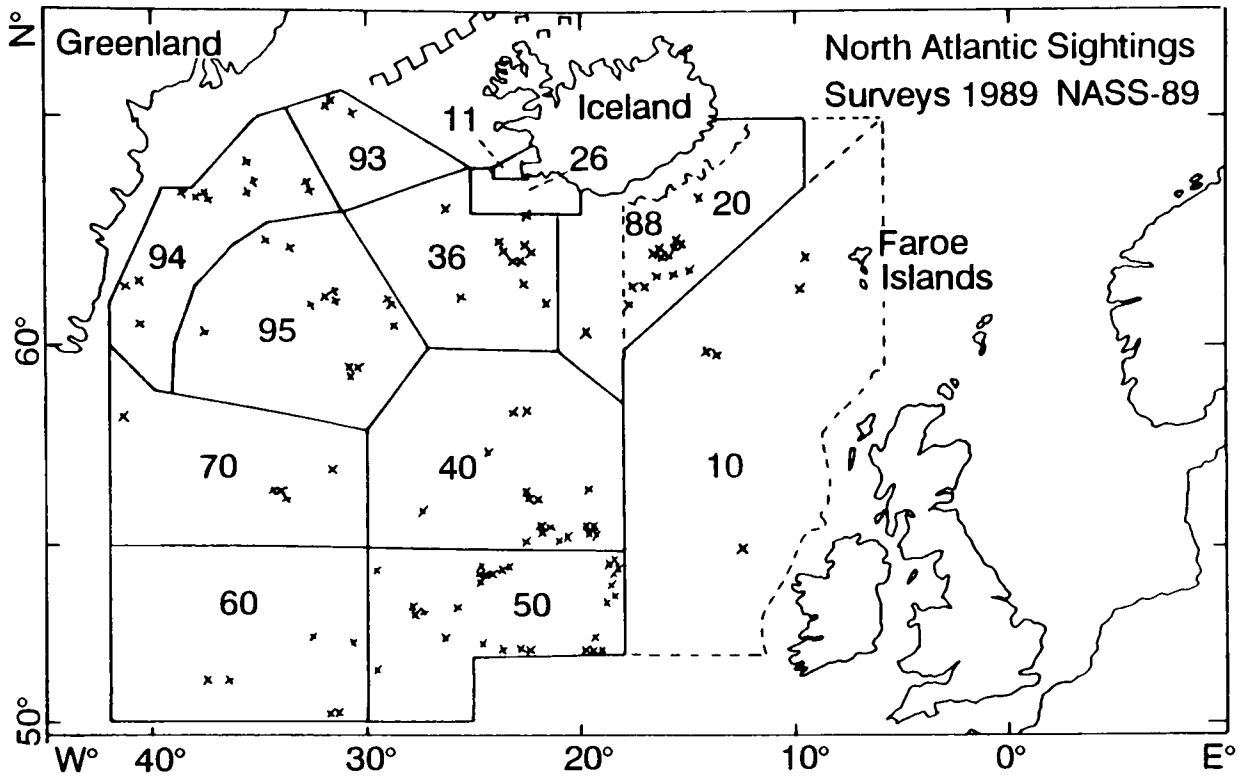 N°
Greenland
North Atlantic Sightings
Surveys 1989 NASS-89
Iceland
11
93
26
20
88
94
36
Faroe
Islands
95
60°
70
40
10
60
50
50°
W° 40° 30° 20° 10° 0° E°